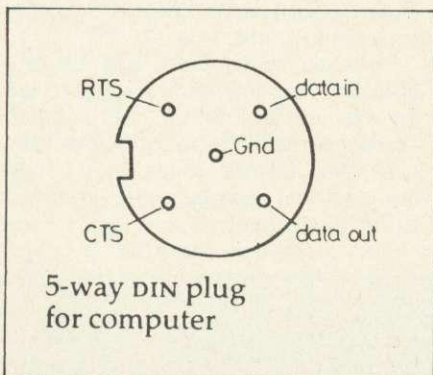 RTS
data in
Gnd
CTS
data out
5-way DIN plug
for computer